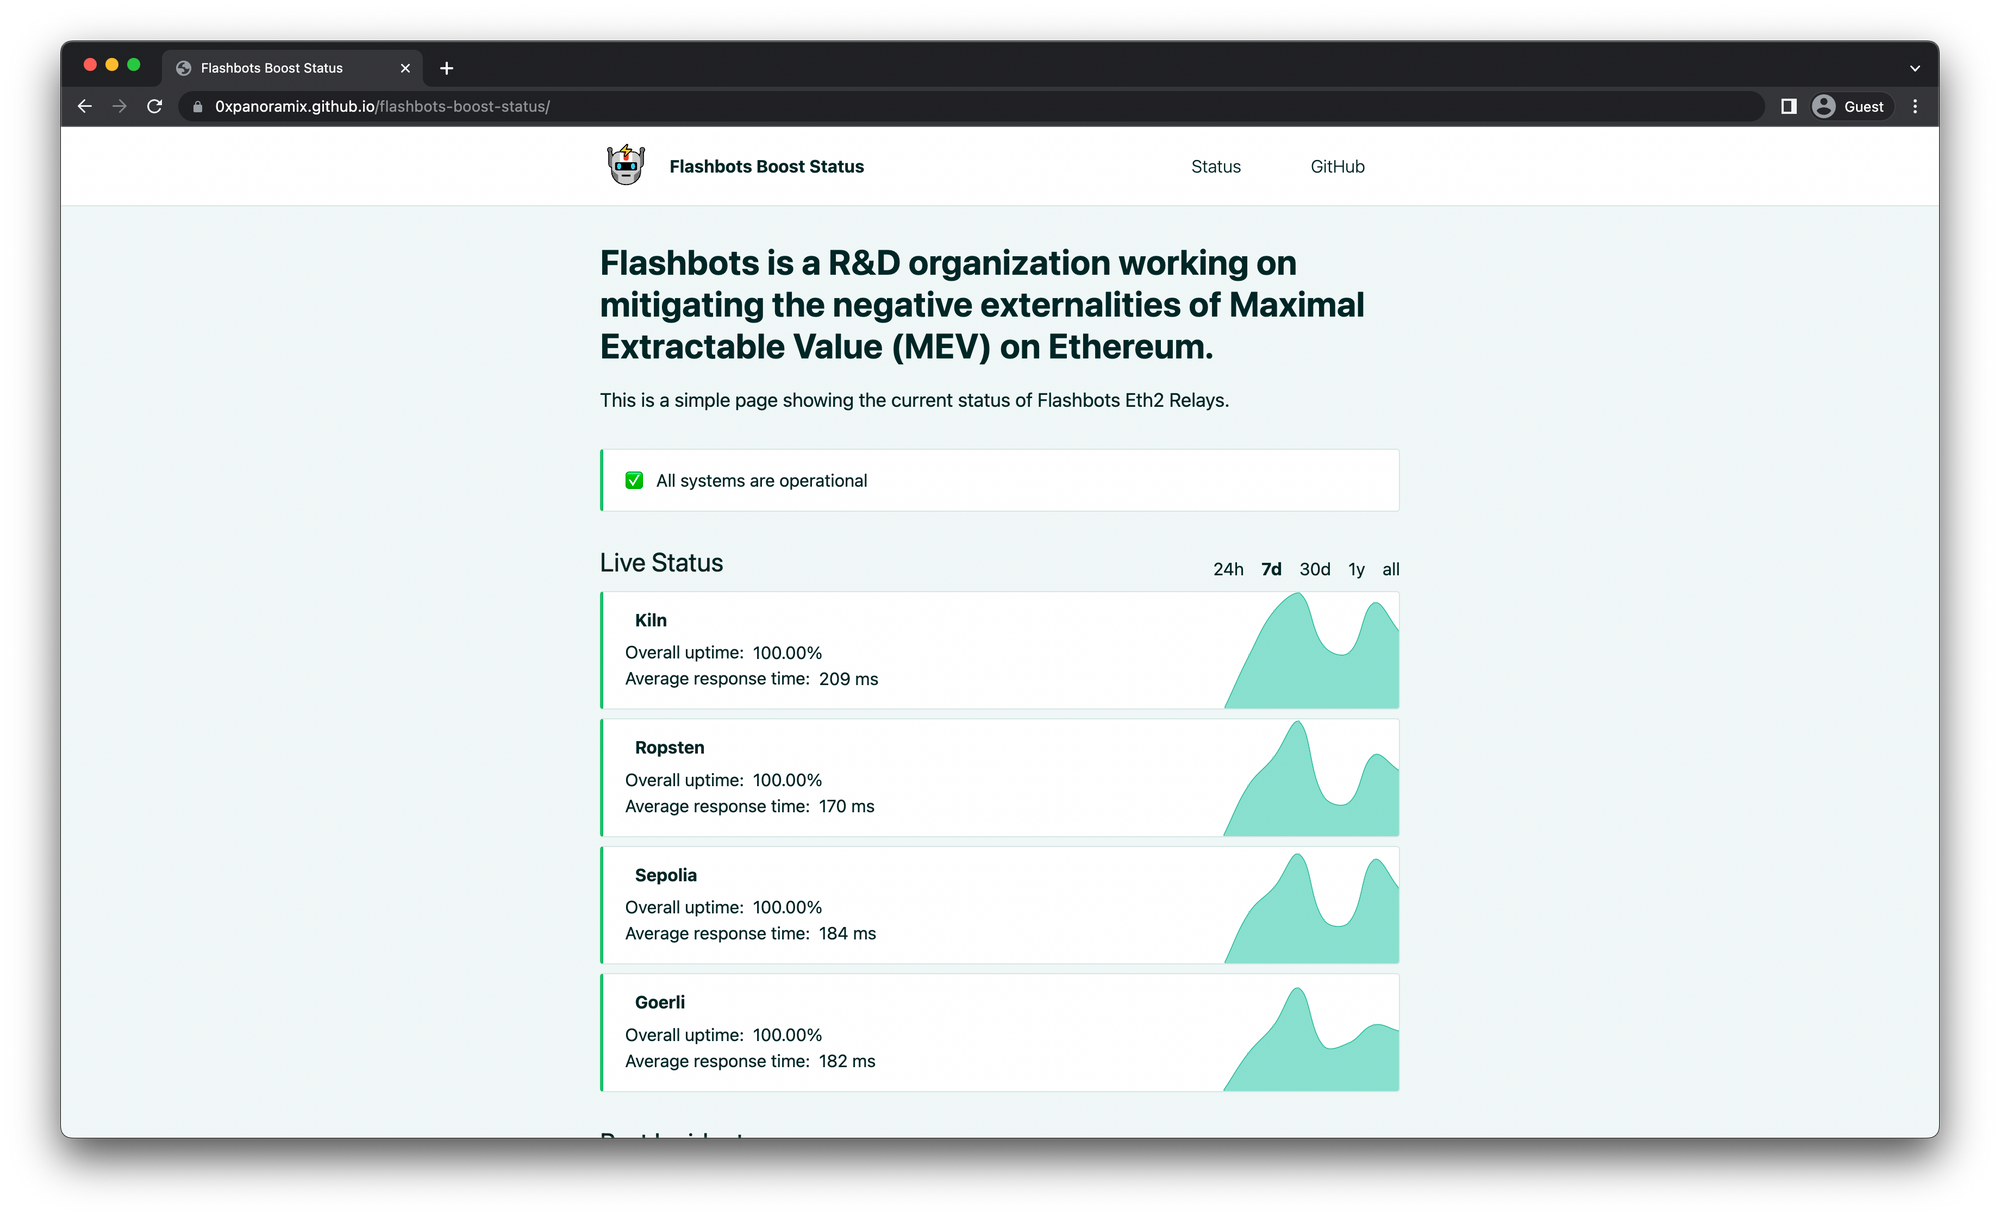 Flashbots Boost Status
0xpanoramix.github.io/flashbots-boost-status/
Guest
Flashbots Boost Status
Status
GitHub
Flashbots is a R&D organization working on
mitigating the negative externalities of Maximal
Extractable Value (MEV) on Ethereum.
This is a simple page showing the current status of Flashbots Eth2 Relays.
All systems are operational
Live Status
24h 7d 30d 1y all
Kiln
Overall uptime: 100.00%
Average response time: 209 ms
Ropsten
Overall uptime: 100.00%
Average response time: 170 ms
Sepolia
Overall uptime: 100.00%
Average response time: 184 ms
Goerli
Overall uptime: 100.00%
Average response time: 182 ms